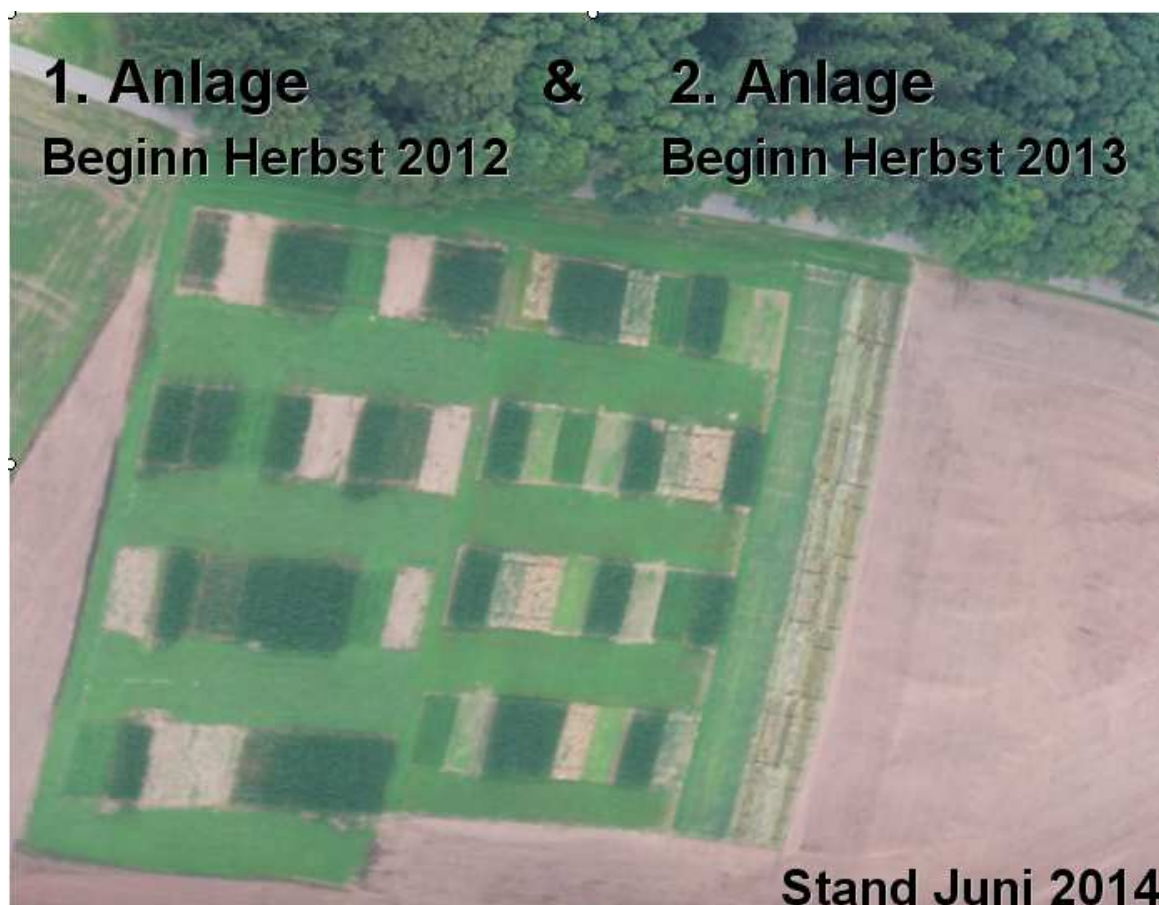 1. Anlage & 2. Anlage
Beginn Herbst 2012 Beginn Herbst 2013
Stand Juni 2014